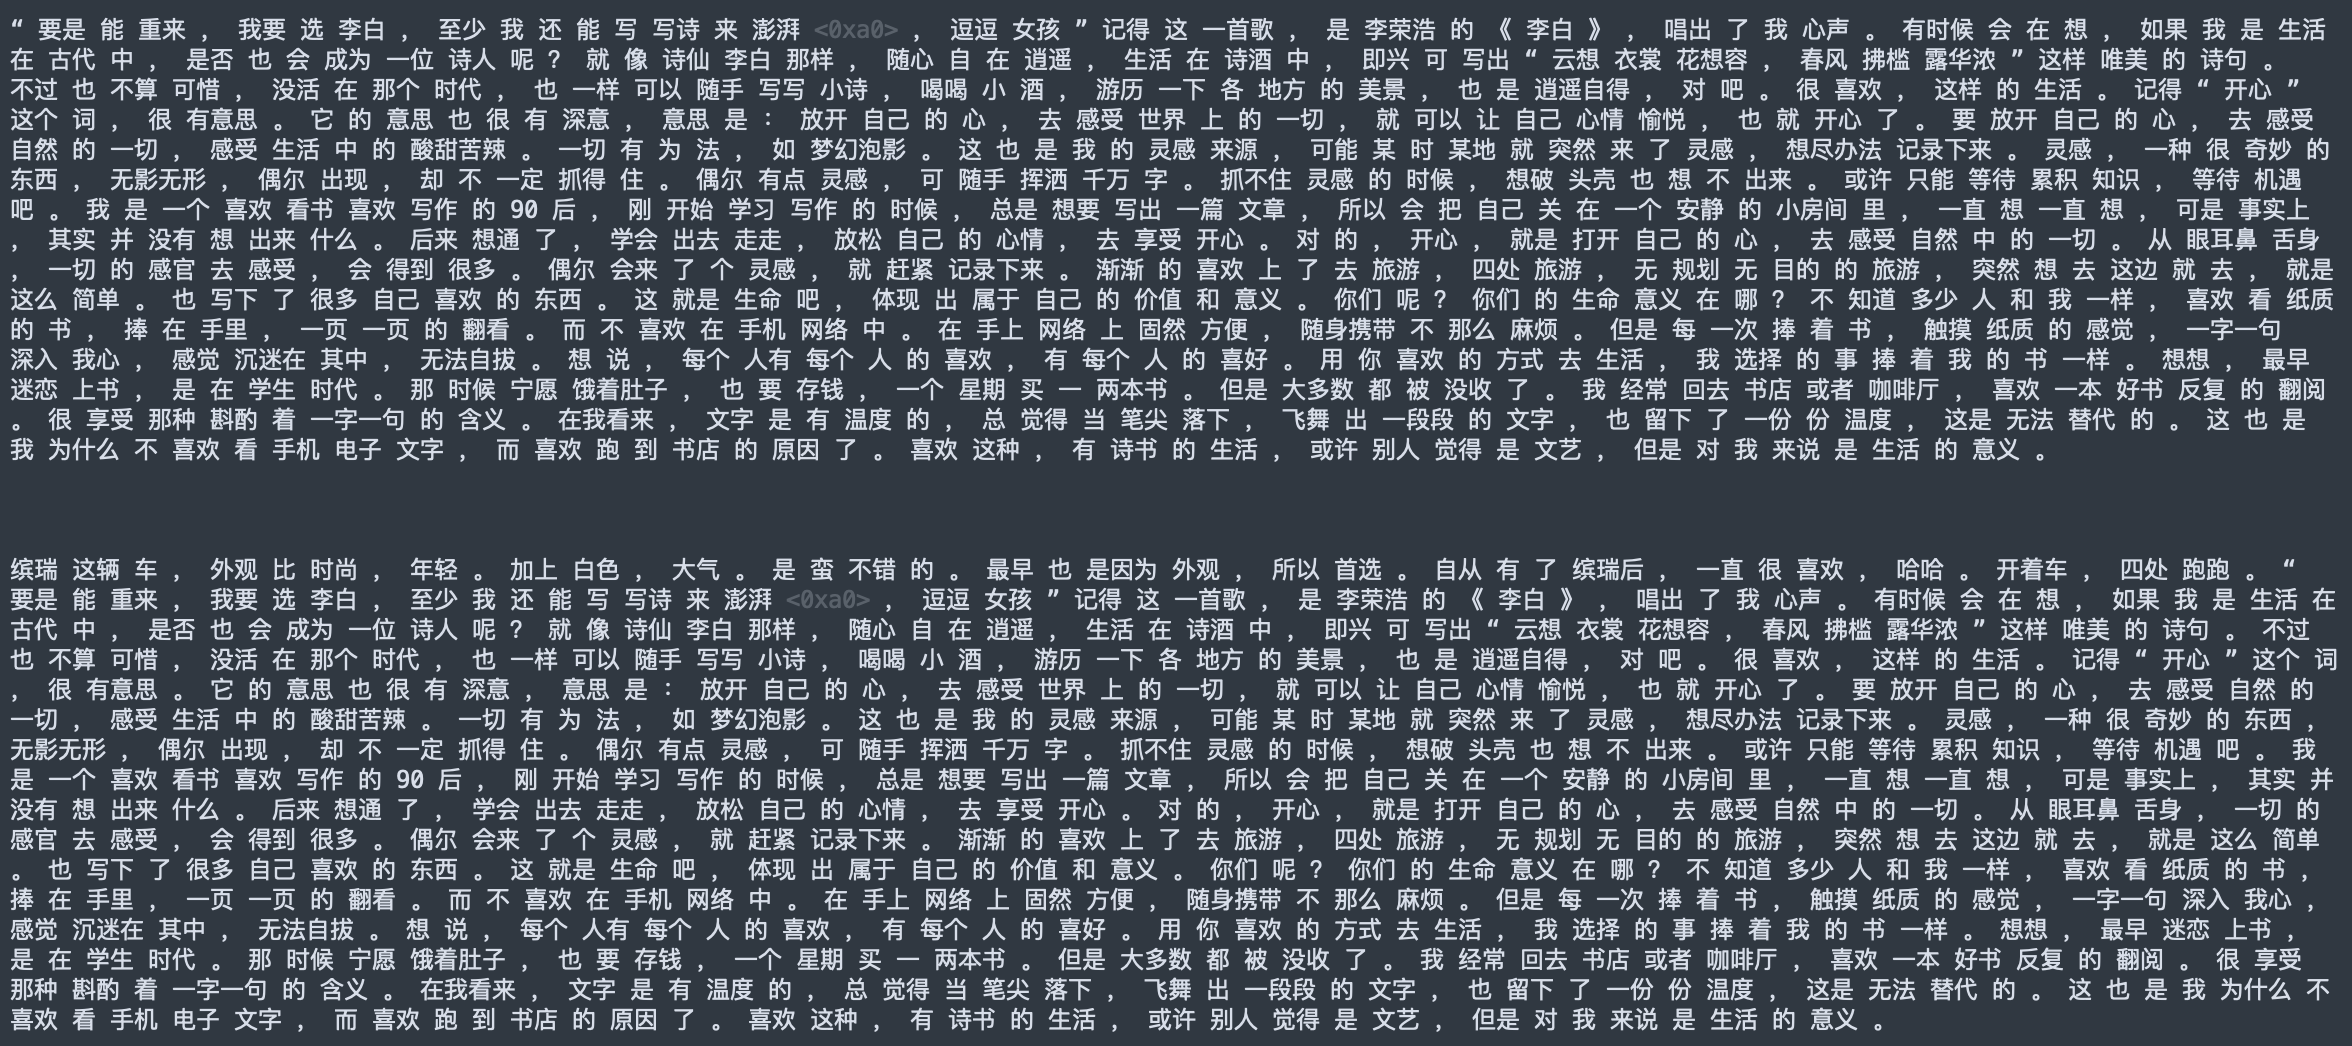 “ 要是 能 重来 ， 我要 选 李白 ， 至少 我 还 能 写 写诗 来 澎湃 <0xa0> ， 逗逗 女孩 ” 记得 这 一首歌 ， 是 李荣浩 的 《 李白 》 ， 唱出 了 我 心声 。 有时候 会 在 想 ， 如果 我 是 生活
在 古代 中 ， 是否 也 会 成为 一位 诗人 呢 ？ 就 像 诗仙 李白 那样 ， 随心 自 在 逍遥 ， 生活 在 诗酒 中 ， 即兴 可 写出 “ 云想 衣裳 花想容 ， 春风 拂槛 露华浓 ” 这样 唯美 的 诗句 。
不过 也 不算 可惜 ， 没活 在 那个 时代 ， 也 一样 可以 随手 写写 小诗 ， 喝喝 小 酒 ， 游历 一下 各 地方 的 美景 ， 也 是 逍遥自得 ， 对 吧 。 很 喜欢 ， 这样 的 生活 。 记得 “ 开心 ”
这个 词 ， 很 有意思 。 它 的 意思 也 很 有 深意 ， 意思 是 ： 放开 自己 的 心 ， 去 感受 世界 上 的 一切 ， 就 可以 让 自己 心情 愉悦 ， 也 就 开心 了 。 要 放开 自己 的 心 ， 去 感受
自然 的 一切 ， 感受 生活 中 的 酸甜苦辣 。 一切 有 为 法 ， 如 梦幻泡影 。 这 也 是 我 的 灵感 来源 ， 可能 某 时 某地 就 突然 来 了 灵感 ， 想尽办法 记录下来 。 灵感 ， 一种 很 奇妙 的
东西 ， 无影无形 ， 偶尔 出现 ， 却 不 一定 抓得 住 。 偶尔 有点 灵感 ， 可 随手 挥洒 千万 字 。 抓不住 灵感 的 时候 ， 想破 头壳 也 想 不 出来 。 或许 只能 等待 累积 知识 ， 等待 机遇
吧 。 我 是 一个 喜欢 看书 喜欢 写作 的 90 后 ， 刚 开始 学习 写作 的 时候 ， 总是 想要 写出 一篇 文章 ， 所以 会 把 自己 关 在 一个 安静 的 小房间 里 ， 一直 想 一直 想 ， 可是 事实上
， 其实 并 没有 想 出来 什么 。 后来 想通 了 ， 学会 出去 走走 ， 放松 自己 的 心情 ， 去 享受 开心 。 对 的 ， 开心 ， 就是 打开 自己 的 心 ， 去 感受 自然 中 的 一切 。 从 眼耳鼻 舌身
， 一切 的 感官 去 感受 ， 会 得到 很多 。 偶尔 会来 了 个 灵感 ， 就 赶紧 记录下来 。 渐渐 的 喜欢 上 了 去 旅游 ， 四处 旅游 ， 无 规划 无 目的 的 旅游 ， 突然 想 去 这边 就 去 ， 就是
这么 简单 。 也 写下 了 很多 自己 喜欢 的 东西 。 这 就是 生命 吧 ， 体现 出 属于 自己 的 价值 和 意义 。 你们 呢 ？ 你们 的 生命 意义 在 哪 ？ 不 知道 多少 人 和 我 一样 ， 喜欢 看 纸质
的 书 ， 捧 在 手里 ， 一页 一页 的 翻看 。 而 不 喜欢 在 手机 网络 中 。 在 手上 网络 上 固然 方便 ， 随身携带 不 那么 麻烦 。 但是 每 一次 捧 着 书 ， 触摸 纸质 的 感觉 ， 一字一句
深入 我心 ， 感觉 沉迷在 其中 ， 无法自拔 。 想 说 ， 每个 人有 每个 人 的 喜欢 ， 有 每个 人 的 喜好 。 用 你 喜欢 的 方式 去 生活 ， 我 选择 的 事 捧 着 我 的 书 一样 。 想想 ， 最早
迷恋 上书 ， 是 在 学生 时代 。 那 时候 宁愿 饿着肚子 ， 也 要 存钱 ， 一个 星期 买 一 两本书 。 但是 大多数 都 被 没收 了 。 我 经常 回去 书店 或者 咖啡厅 ， 喜欢 一本 好书 反复 的 翻阅
。 很 享受 那种 斟酌 着 一字一句 的 含义 。 在我看来 ， 文字 是 有 温度 的 ， 总 觉得 当 笔尖 落下 ， 飞舞 出 一段段 的 文字 ， 也 留下 了 一份 份 温度 ， 这是 无法 替代 的 。 这 也 是
我 为什么 不 喜欢 看 手机 电子 文字 ， 而 喜欢 跑 到 书店 的 原因 了 。 喜欢 这种 ， 有 诗书 的 生活 ， 或许 别人 觉得 是 文艺 ， 但是 对 我 来说 是 生活 的 意义 。
缤瑞 这辆 车 ， 外观 比 时尚 ， 年轻 。 加上 白色 ， 大气 。 是 蛮 不错 的 。 最早 也 是因为 外观 ， 所以 首选 。 自从 有 了 缤瑞后 ， 一直 很 喜欢 ， 哈哈 。 开着车 ， 四处 跑跑 。 “
要是 能 重来 ， 我要 选 李白 ， 至少 我 还 能 写 写诗 来 澎湃 <0xa0> ， 逗逗 女孩 ” 记得 这 一首歌 ， 是 李荣浩 的 《 李白 》 ， 唱出 了 我 心声 。 有时候 会 在 想 ， 如果 我 是 生活 在
古代 中 ， 是否 也 会 成为 一位 诗人 呢 ？ 就 像 诗仙 李白 那样 ， 随心 自 在 逍遥 ， 生活 在 诗酒 中 ， 即兴 可 写出 “ 云想 衣裳 花想容 ， 春风 拂槛 露华浓 ” 这样 唯美 的 诗句 。 不过
也 不算 可惜 ， 没活 在 那个 时代 ， 也 一样 可以 随手 写写 小诗 ， 喝喝 小 酒 ， 游历 一下 各 地方 的 美景 ， 也 是 逍遥自得 ， 对 吧 。 很 喜欢 ， 这样 的 生活 。 记得 “ 开心 ” 这个 词
， 很 有意思 。 它 的 意思 也 很 有 深意 ， 意思 是 ： 放开 自己 的 心 ， 去 感受 世界 上 的 一切 ， 就 可以 让 自己 心情 愉悦 ， 也 就 开心 了 。 要 放开 自己 的 心 ， 去 感受 自然 的
一切 ， 感受 生活 中 的 酸甜苦辣 。 一切 有 为 法 ， 如 梦幻泡影 。 这 也 是 我 的 灵感 来源 ， 可能 某 时 某地 就 突然 来 了 灵感 ， 想尽办法 记录下来 。 灵感 ， 一种 很 奇妙 的 东西 ，
无影无形 ， 偶尔 出现 ， 却 不 一定 抓得 住 。 偶尔 有点 灵感 ， 可 随手 挥洒 千万 字 。 抓不住 灵感 的 时候 ， 想破 头壳 也 想 不 出来 。 或许 只能 等待 累积 知识 ， 等待 机遇 吧 。 我
是 一个 喜欢 看书 喜欢 写作 的 90 后 ， 刚 开始 学习 写作 的 时候 ， 总是 想要 写出 一篇 文章 ， 所以 会 把 自己 关 在 一个 安静 的 小房间 里 ， 一直 想 一直 想 ， 可是 事实上 ， 其实 并
没有 想 出来 什么 。 后来 想通 了 ， 学会 出去 走走 ， 放松 自己 的 心情 ， 去 享受 开心 。 对 的 ， 开心 ， 就是 打开 自己 的 心 ， 去 感受 自然 中 的 一切 。 从 眼耳鼻 舌身 ， 一切 的
感官 去 感受 ， 会 得到 很多 。 偶尔 会来 了 个 灵感 ， 就 赶紧 记录下来 。 渐渐 的 喜欢 上 了 去 旅游 ， 四处 旅游 ， 无 规划 无 目的 的 旅游 ， 突然 想 去 这边 就 去 ， 就是 这么 简单
。 也 写下 了 很多 自己 喜欢 的 东西 。 这 就是 生命 吧 ， 体现 出 属于 自己 的 价值 和 意义 。 你们 呢 ？ 你们 的 生命 意义 在 哪 ？ 不 知道 多少 人 和 我 一样 ， 喜欢 看 纸质 的 书 ，
捧 在 手里 ， 一页 一页 的 翻看 。 而 不 喜欢 在 手机 网络 中 。 在 手上 网络 上 固然 方便 ， 随身携带 不 那么 麻烦 。 但是 每 一次 捧 着 书 ， 触摸 纸质 的 感觉 ， 一字一句 深入 我心 ，
感觉 沉迷在 其中 ， 无法自拔 。 想 说 ， 每个 人有 每个 人 的 喜欢 ， 有 每个 人 的 喜好 。 用 你 喜欢 的 方式 去 生活 ， 我 选择 的 事 捧 着 我 的 书 一样 。 想想 ， 最早 迷恋 上书 ，
是 在 学生 时代 。 那 时候 宁愿 饿着肚子 ， 也 要 存钱 ， 一个 星期 买 一 两本书 。 但是 大多数 都 被 没收 了 。 我 经常 回去 书店 或者 咖啡厅 ， 喜欢 一本 好书 反复 的 翻阅 。 很 享受
那种 斟酌 着 一字一句 的 含义 。 在我看来 ， 文字 是 有 温度 的 ， 总 觉得 当 笔尖 落下 ， 飞舞 出 一段段 的 文字 ， 也 留下 了 一份 份 温度 ， 这是 无法 替代 的 。 这 也 是 我 为什么 不
喜欢 看 手机 电子 文字 ， 而 喜欢 跑 到 书店 的 原因 了 。 喜欢 这种 ， 有 诗书 的 生活 ， 或许 别人 觉得 是 文艺 ， 但是 对 我 来说 是 生活 的 意义 。